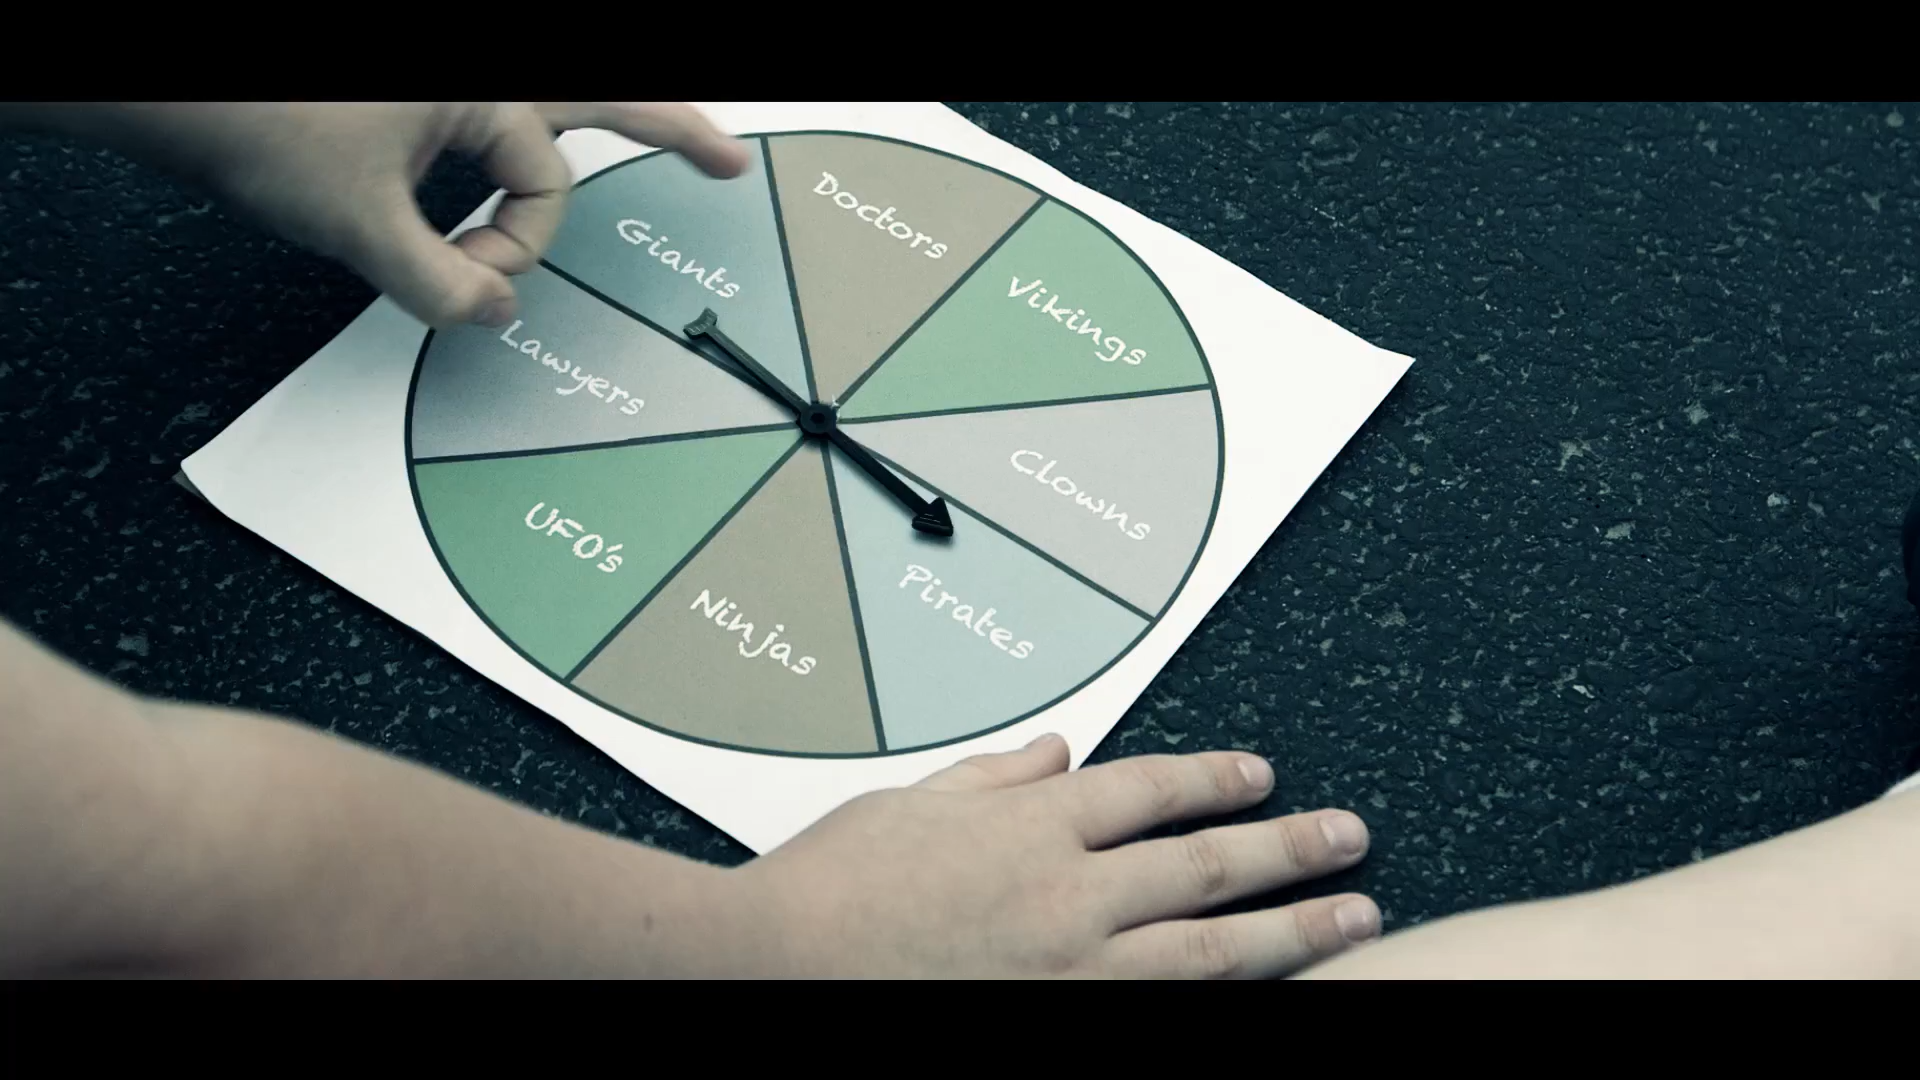 Doctors
Giants
Vikings
Lawyers
Clowns
UFO's
Pirates
Ninjas